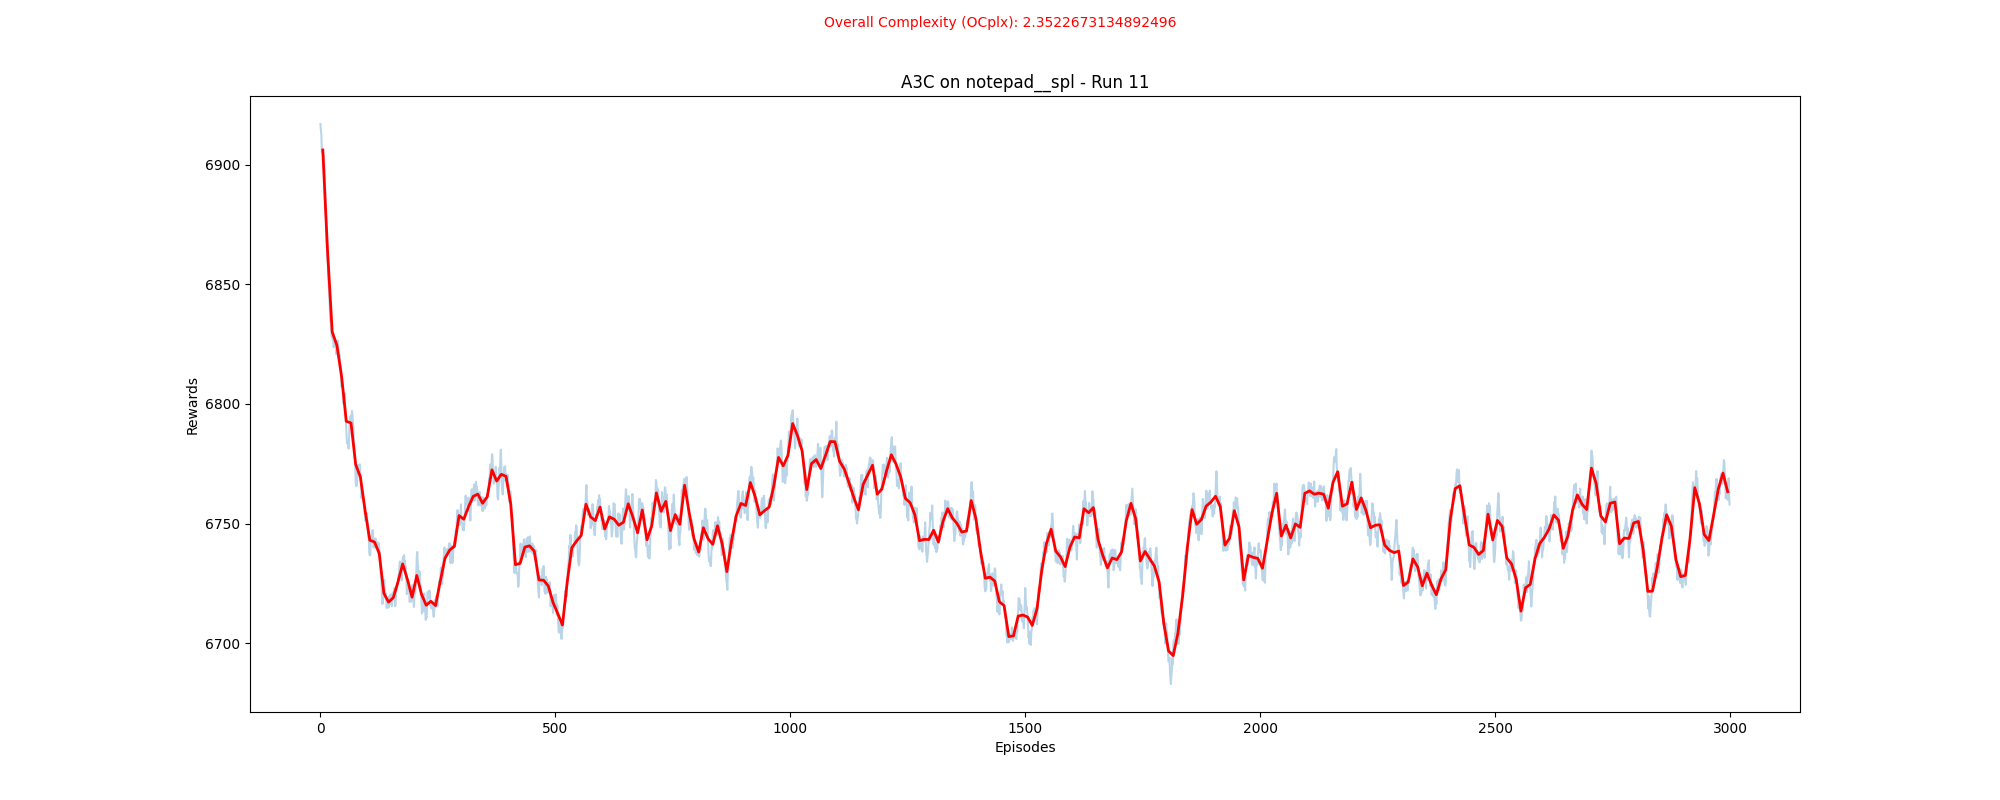 Overall Complexity (OCplx): 2.3522673134892496
A3C on notepad__spl - Run 11
Rewards
6900
6850
6800
6750
6700
0 500 1000 1500 2000 2500 3000
Episodes